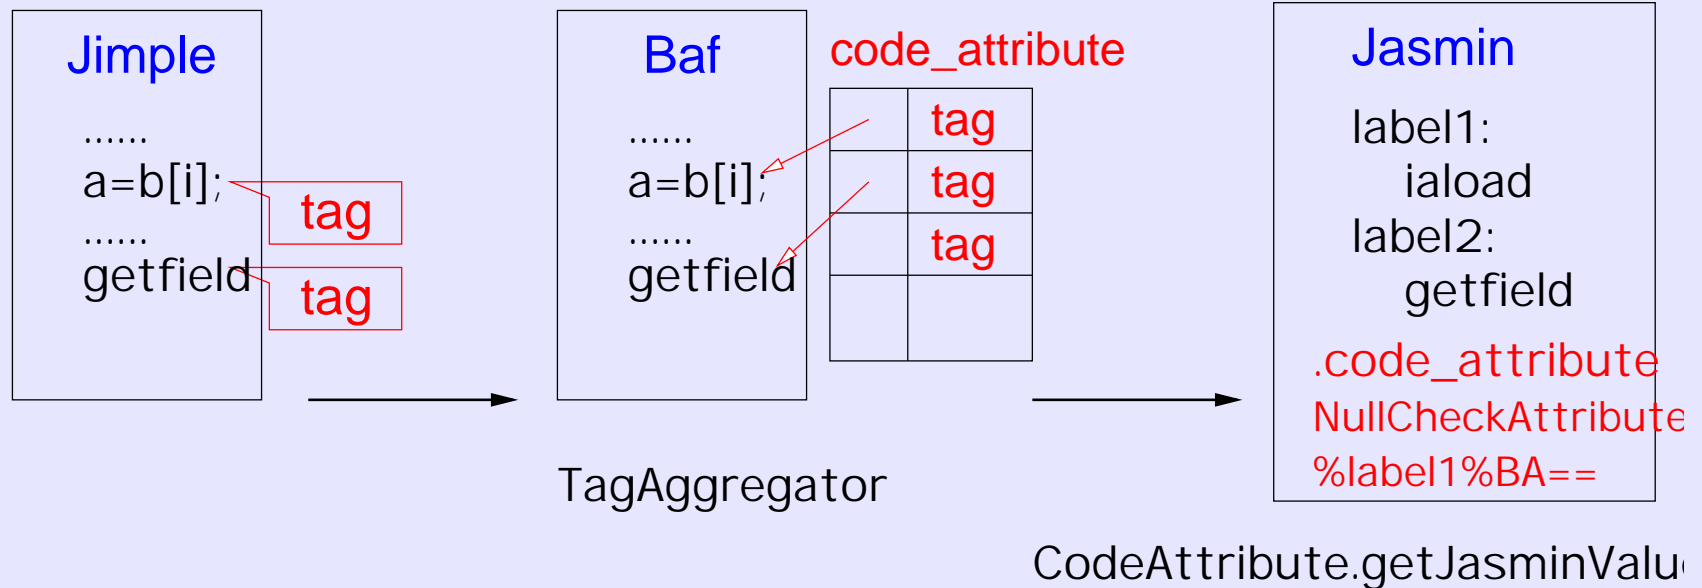 Jimple
......
a=b[i];
tag
......
getfield
tag
Baf
......
a=b[i];
......
getfield
code_attribute
tag
tag
tag
TagAggregator
Jasmin
label1:
iaload
label2:
getfield
.code_attribute
NullCheckAttribute
%label1%BA==